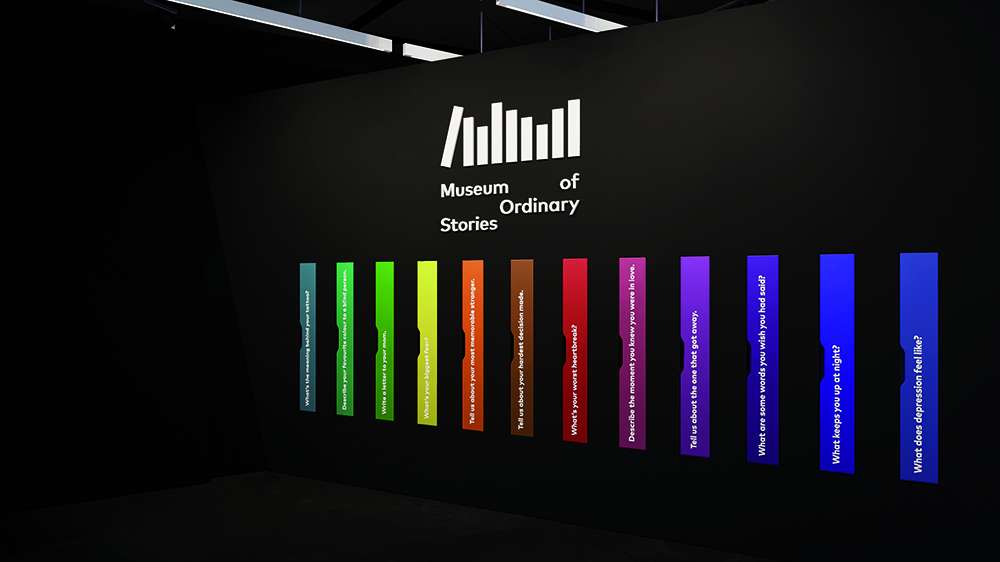 Museum of
Ordinary
Stories
What's the meaning behind your tattoo?
Describe your favourite colour to a blind person.
Write a letter to your mom.
What's your biggest fear?
Tell us about your most memorable stranger.
Tell us about your hardest decision made.
What's your worst heartbreak?
Describe the moment you knew you were in love.
Tell us about the one that got away.
What are some words you wish you had said?
What keeps you up at night?
What does depression feel like?